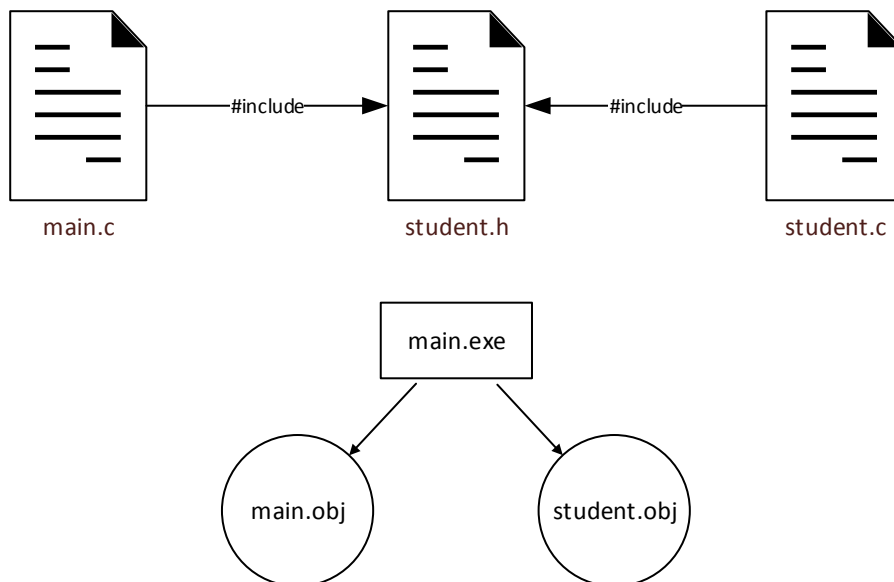 #include
#include
main.c
student.h
student.c
main.exe
main.obj
student.obj